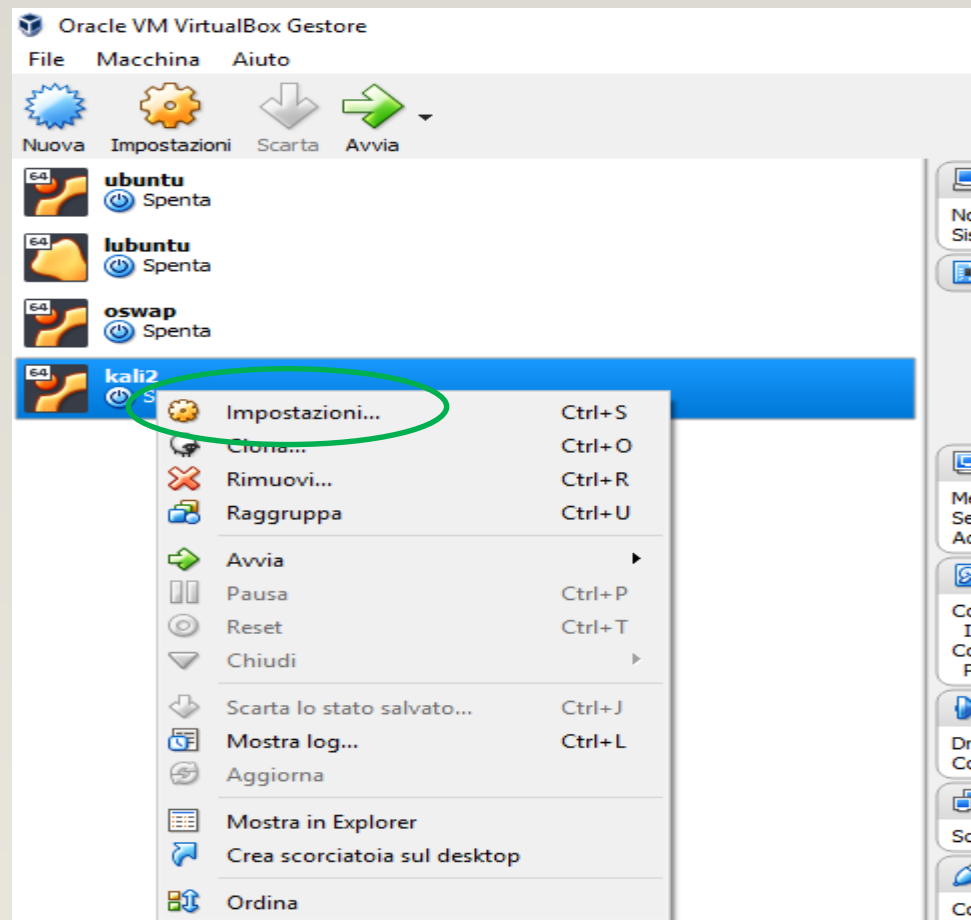 Oracle VM VirtualBox Gestore
File Macchina Aiuto
Nuova Impostazioni Scarta Avvia
64 ubuntu
Spenta
64 lubuntu
Spenta
64 oswap
Spenta
64 kali2
Impostazioni... Ctrl+S
Clona... Ctrl+O
Rimuovi... Ctrl+R
Raggruppa Ctrl+U
Avvia
Pausa Ctrl+P
Reset Ctrl+T
Chiudi
Scarta lo stato salvato... Ctrl+J
Mostra log... Ctrl+L
Aggiorna
Mostra in Explorer
Crea scorciatoia sul desktop
Ordina